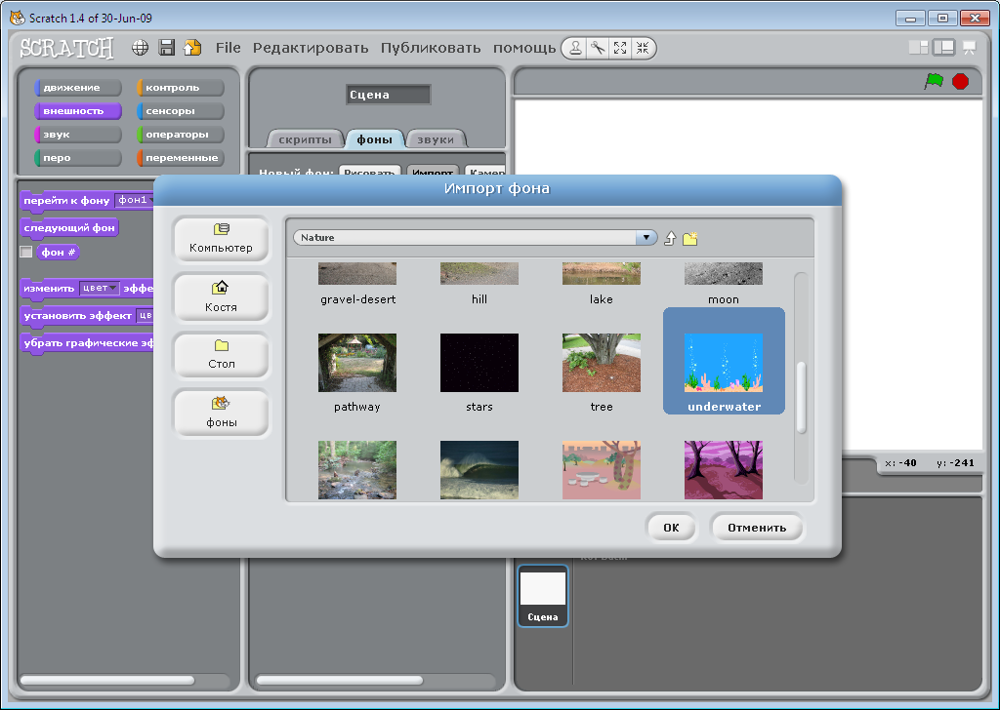 Scratch 1.4 of 30-Jun-09
SCRATCH File Редактировать Публиковать помощь
движение контроль
внешность сенсоры
звук операторы
перо переменные
Сцена
скрипты фоны звуки
Новый фон: Рисовать Импорт Камер
Импорт фона
перейти к фону фон1
следующий фон
фон #
изменить цвет эффе
установить эффект цв
убрать графические эф
Компьютер
Костя
Стол
фоны
Nature
gravel-desert hill lake moon
pathway stars tree underwater
OK Отменить
x: -40 y: -241
Сцена